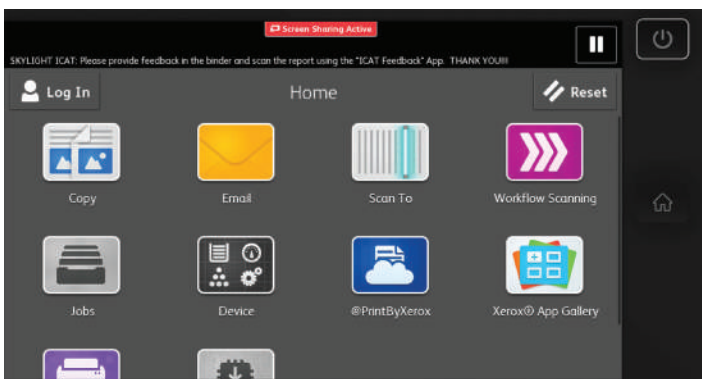 Screen Sharing Active
SKYLIGHT ICAT: Please provide feedback in the binder and scan the report using the "ICAT Feedback" App. THANK YOU!!!
Log In
Home
Reset
Copy
Email
Scan To
Workflow Scanning
Jobs
Device
@PrintByXerox
Xerox® App Gallery